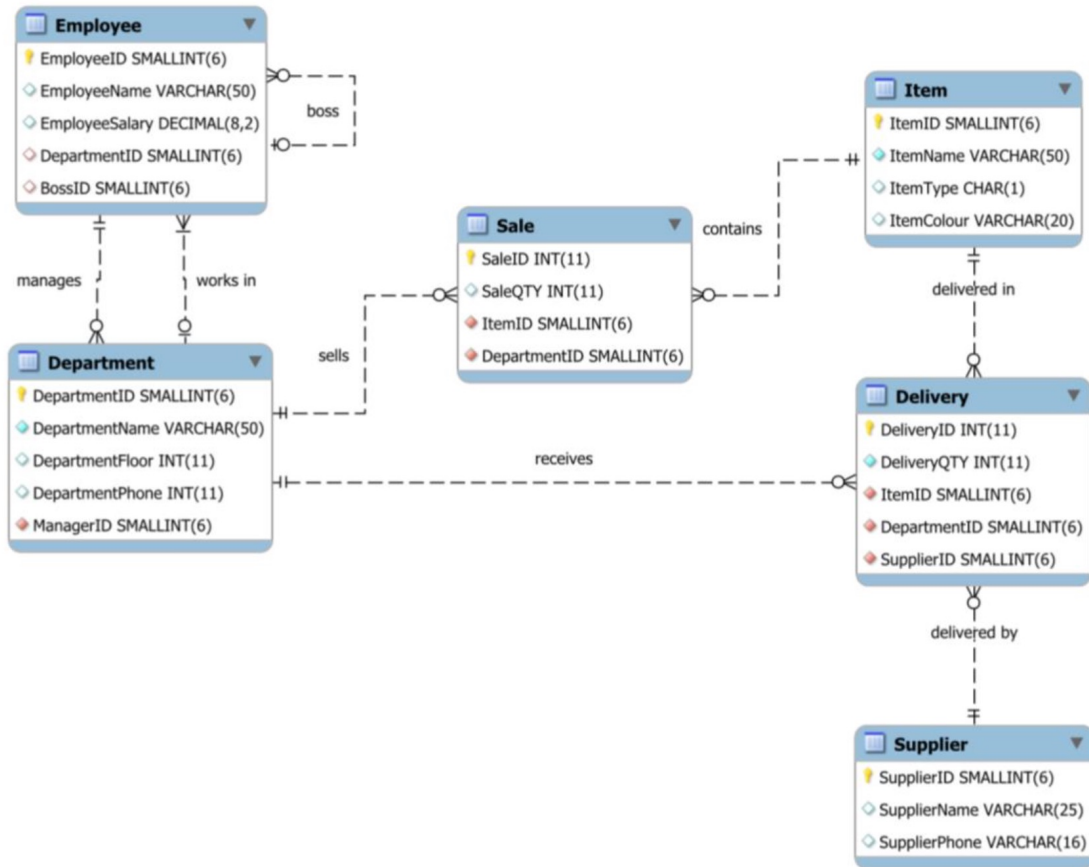 Employee
EmployeeID SMALLINT(6)
EmployeeName VARCHAR(50)
EmployeeSalary DECIMAL(8,2)
DepartmentID SMALLINT(6)
BossID SMALLINT(6)
boss
manages
works in
Department
DepartmentID SMALLINT(6)
DepartmentName VARCHAR(50)
DepartmentFloor INT(11)
DepartmentPhone INT(11)
ManagerID SMALLINT(6)
sells
receives
Sale
SaleID INT(11)
SaleQTY INT(11)
ItemID SMALLINT(6)
DepartmentID SMALLINT(6)
contains
Item
ItemID SMALLINT(6)
ItemName VARCHAR(50)
ItemType CHAR(1)
ItemColour VARCHAR(20)
delivered in
Delivery
DeliveryID INT(11)
DeliveryQTY INT(11)
ItemID SMALLINT(6)
DepartmentID SMALLINT(6)
SupplierID SMALLINT(6)
delivered by
Supplier
SupplierID SMALLINT(6)
SupplierName VARCHAR(25)
SupplierPhone VARCHAR(16)